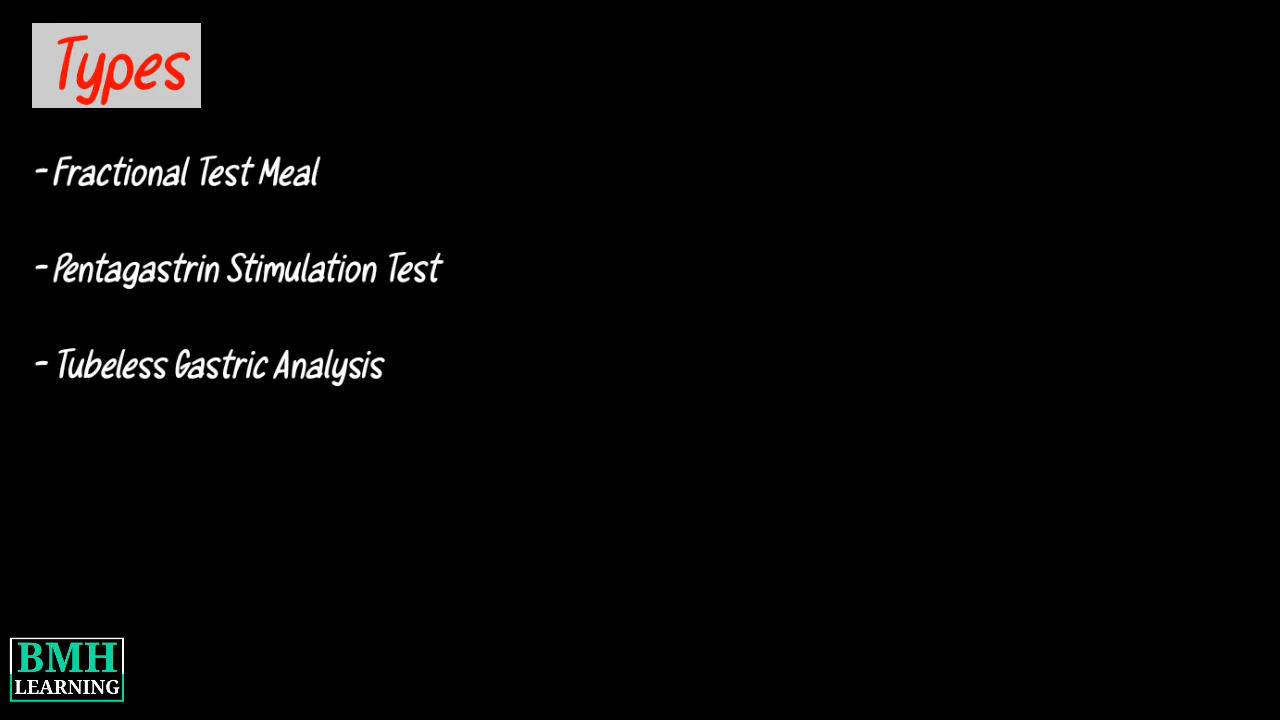 Types
- Fractional Test Meal
- Pentagastrin Stimulation Test
- Tubeless Gastric Analysis
BMH
LEARNING